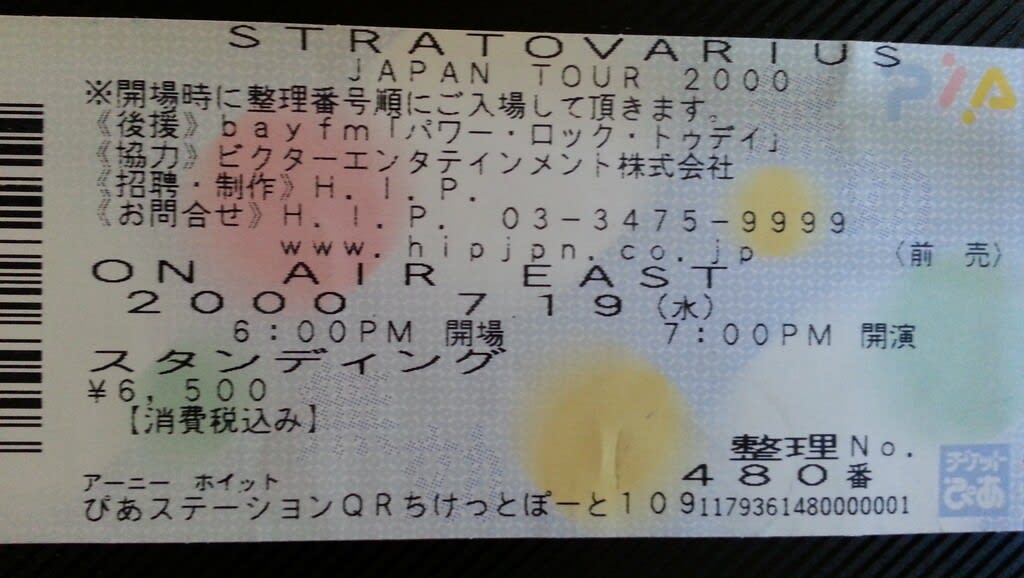 STRATOVARIUS
JAPAN TOUR 2000
PIA
※開場時に整理番号順にご入場して頂きます。
《後援》bayfm「パワー・ロック・トゥデイ」
《協力》ビクターエンタテインメント株式会社
《招聘・制作》H.I.P.
《お問合せ》H.I.P. 03-3475-9999
www.hipjpn.co.jp 〈前 売〉
ON AIR EAST
2000 7 19(水)
6:00PM 開場 7:00PM 開演
スタンディング
¥6,500
【消費税込み】
整理No.
480番
チケット
ぴあ
アーニー ホイット
ぴあステーションQRちけっとぽーと109 1179361480000001